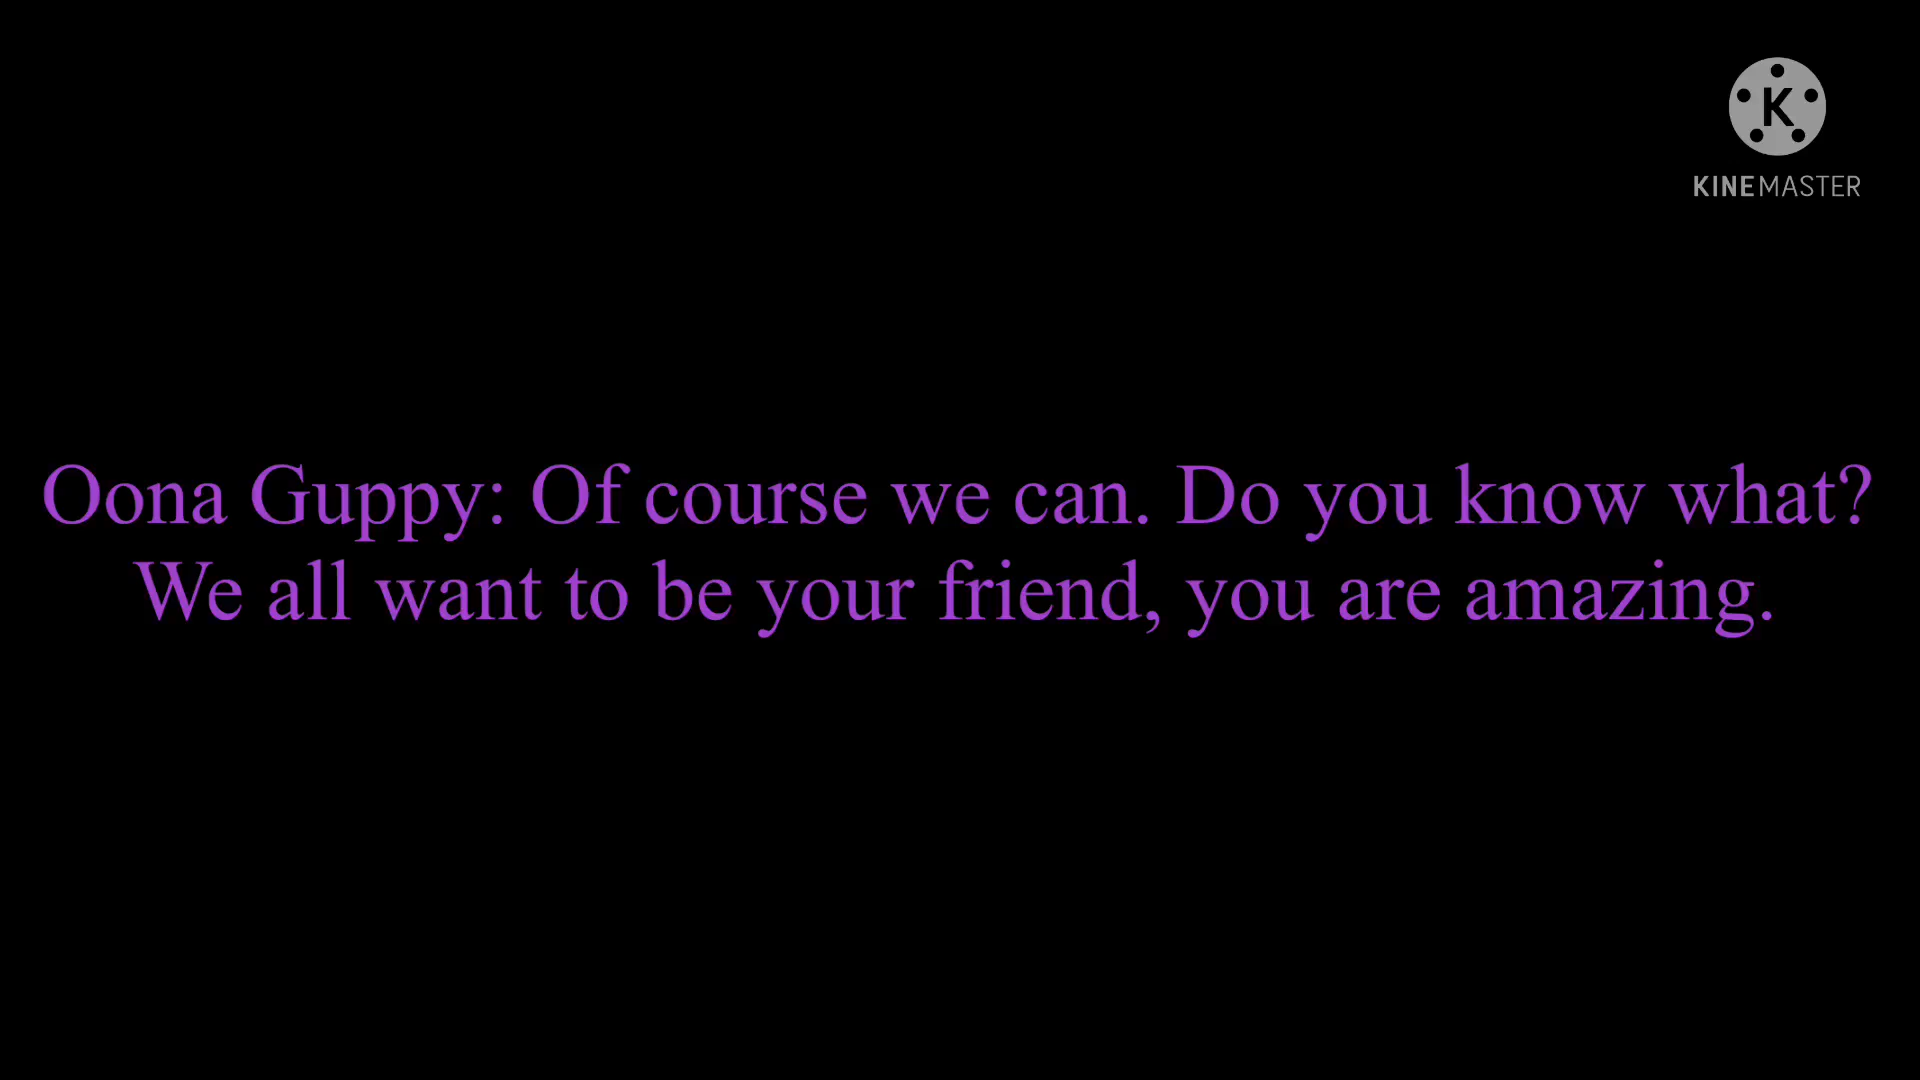 K
KINEMASTER
Oona Guppy: Of course we can. Do you know what?
We all want to be your friend, you are amazing.